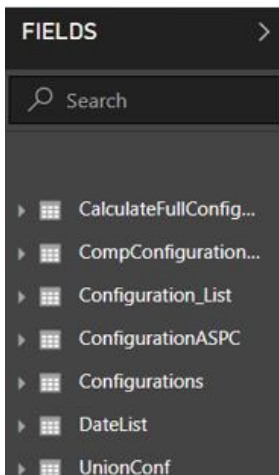 FIELDS
Search
CalculateFullConfig...
CompConfiguration...
Configuration_List
ConfigurationASPC
Configurations
DateList
UnionConf